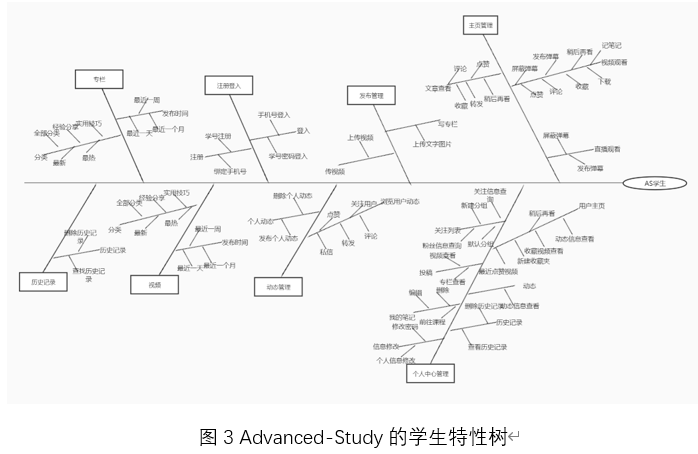 主页管理
记笔记
发布弹幕
稍后再看
点赞
评论
屏蔽弹幕
视频观看
专栏
注册登入
发布管理
文章查看
下载
收藏
评论
点赞
收藏
转发
稍后再看
最近一周
手机号登入
经验分享
实用技巧
发布时间
写专栏
全部分类
最近一天
最近一个月
学号注册
登入
上传视频
屏蔽弹幕
上传文字图片
直播观看
分类
最新
最热
注册
学号密码登入
绑定手机号
传视频
发布弹幕
AS学生
关注信息查询
实用技巧
经验分享
全部分类
删除个人动态
关注用户
浏览用户动态
新建分组
用户主页
稍后再看
点赞
个人动态
最热
分类
最新
最近一周
删除历史记录
发布个人动态
评论
转发
私信
关注列表
默认分组
动态信息查看
发布时间
粉丝信息查询
收藏视频查看
历史记录
视频查看
新建收藏夹
最近一天
最近一个月
查找历史记录
投稿
最近点赞视频
专栏查看
历史记录
视频
动态管理
动态
编辑
删除
删除历史记录
动态信息查看
我的笔记
前往课程
历史记录
修改密码
信息修改
查看历史记录
个人信息修改
个人中心管理
图 3 Advanced-Study 的学生特性树↵